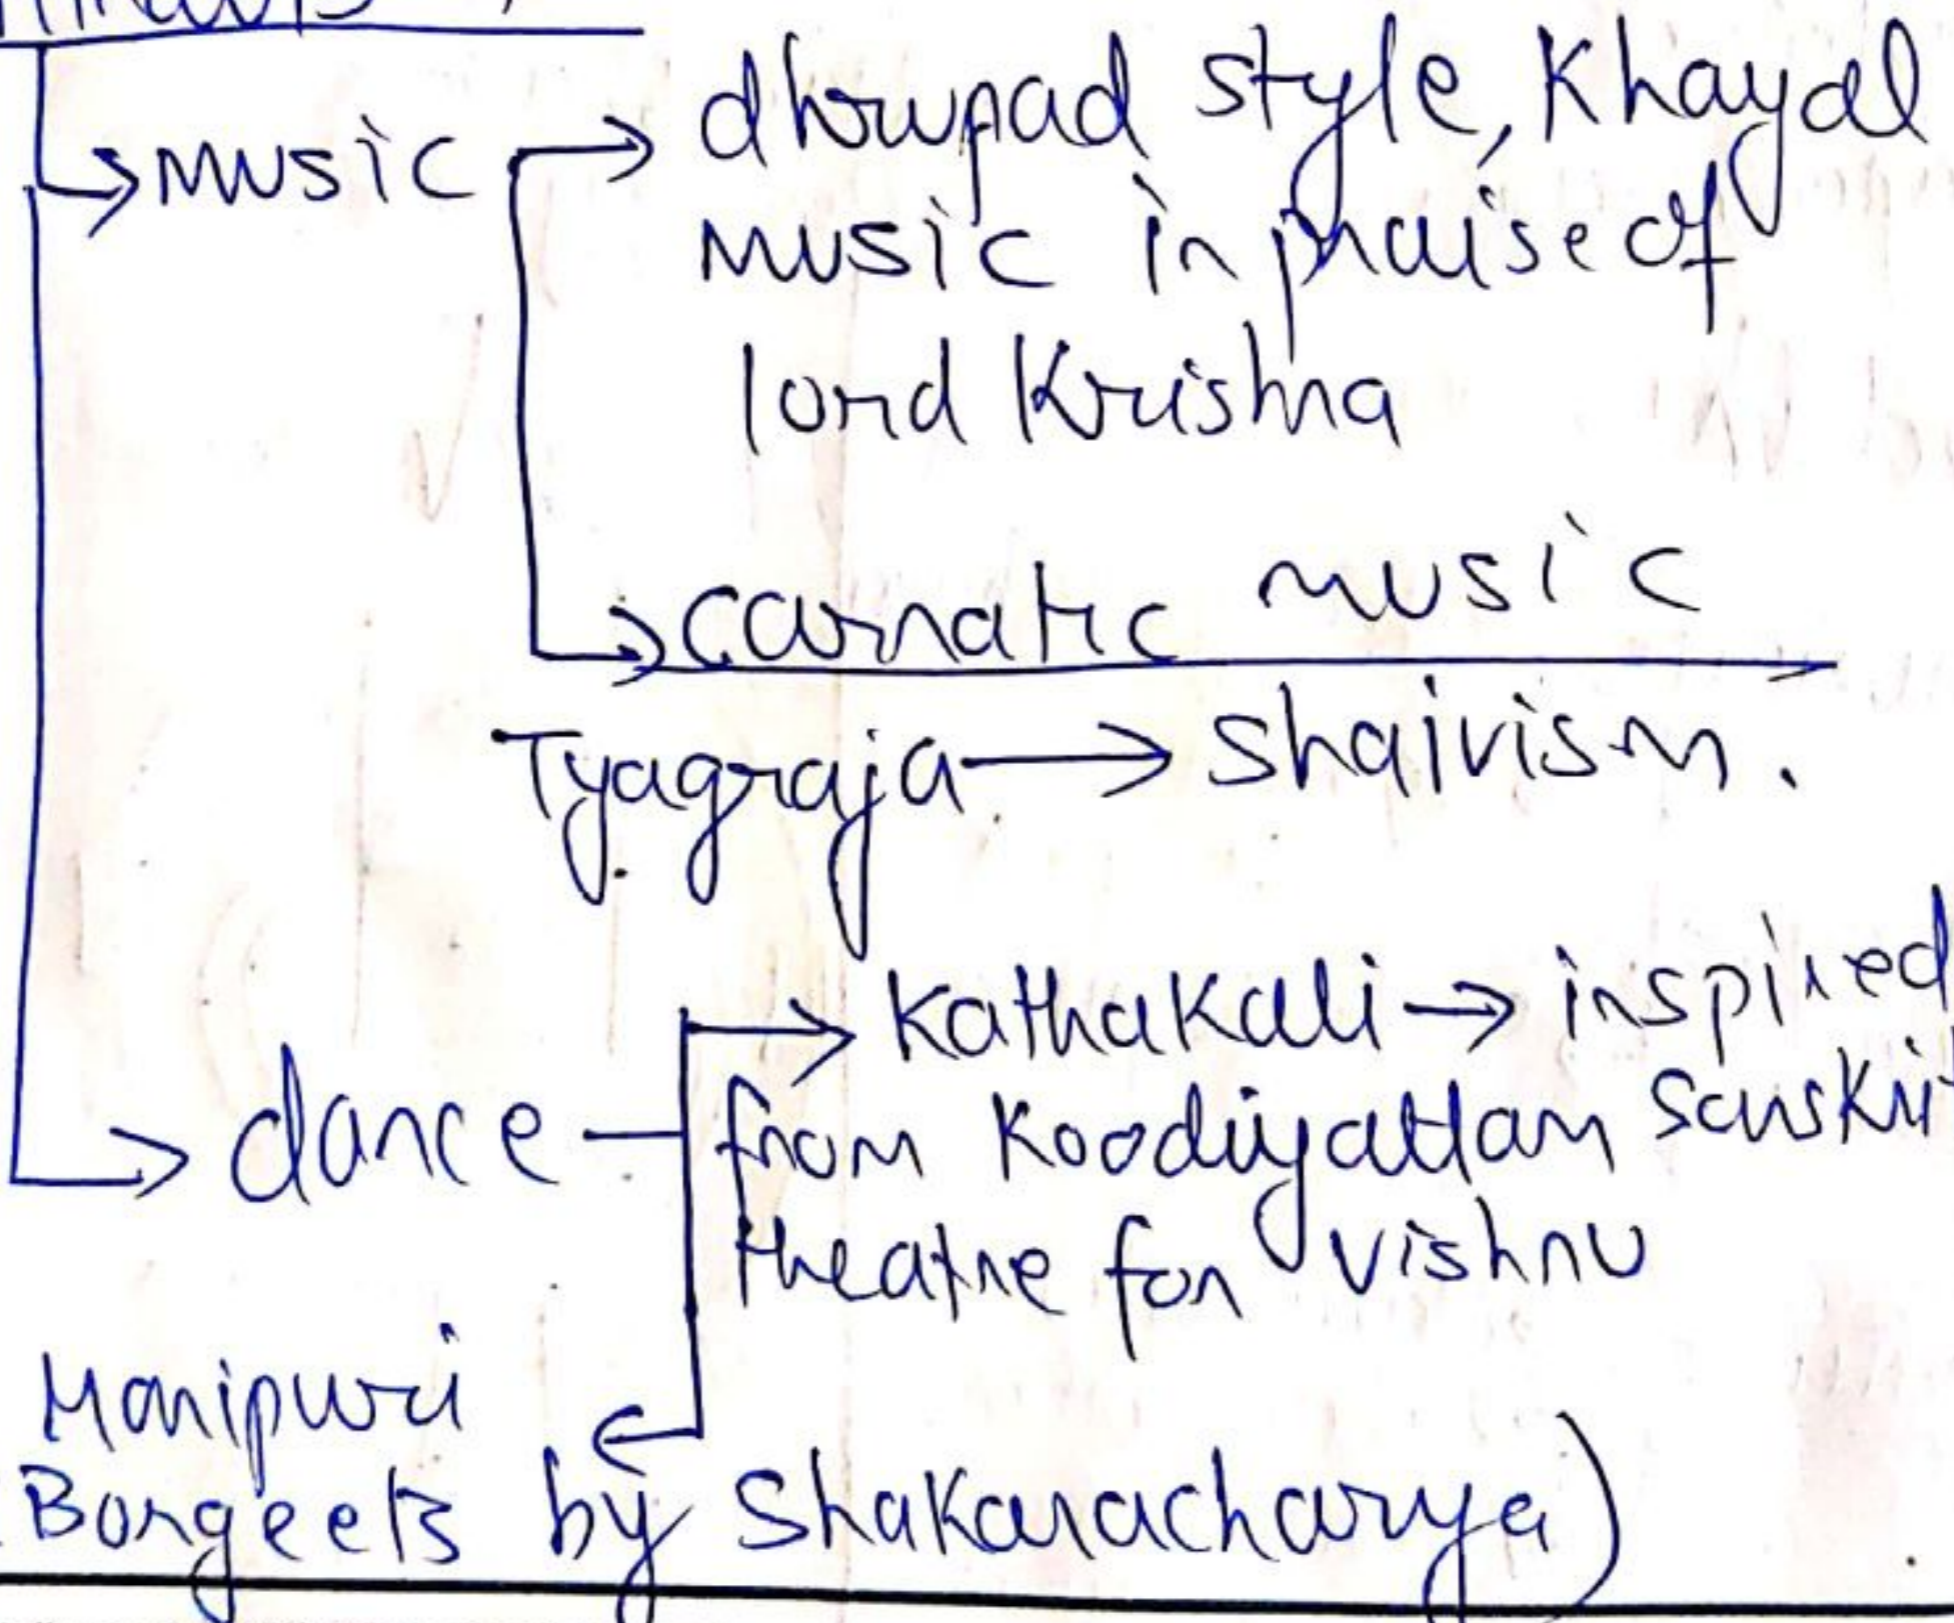 → music → dhrupad style, Khayal
music in praise of
lord Krishna
→ carnatic music
Tyagraja → Shaivism.
→ dance → Kathakali → inspired
from Koodiyattam Sanskrit
theatre for Vishnu
Manipuri
Borgeets by Shakaracharya)